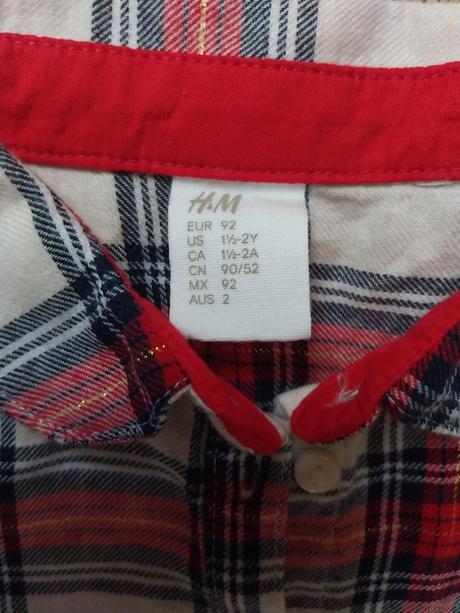 H&M
EUR 92
US 1½-2Y
CA 1½-2A
CN 90/52
MX 92
AUS 2